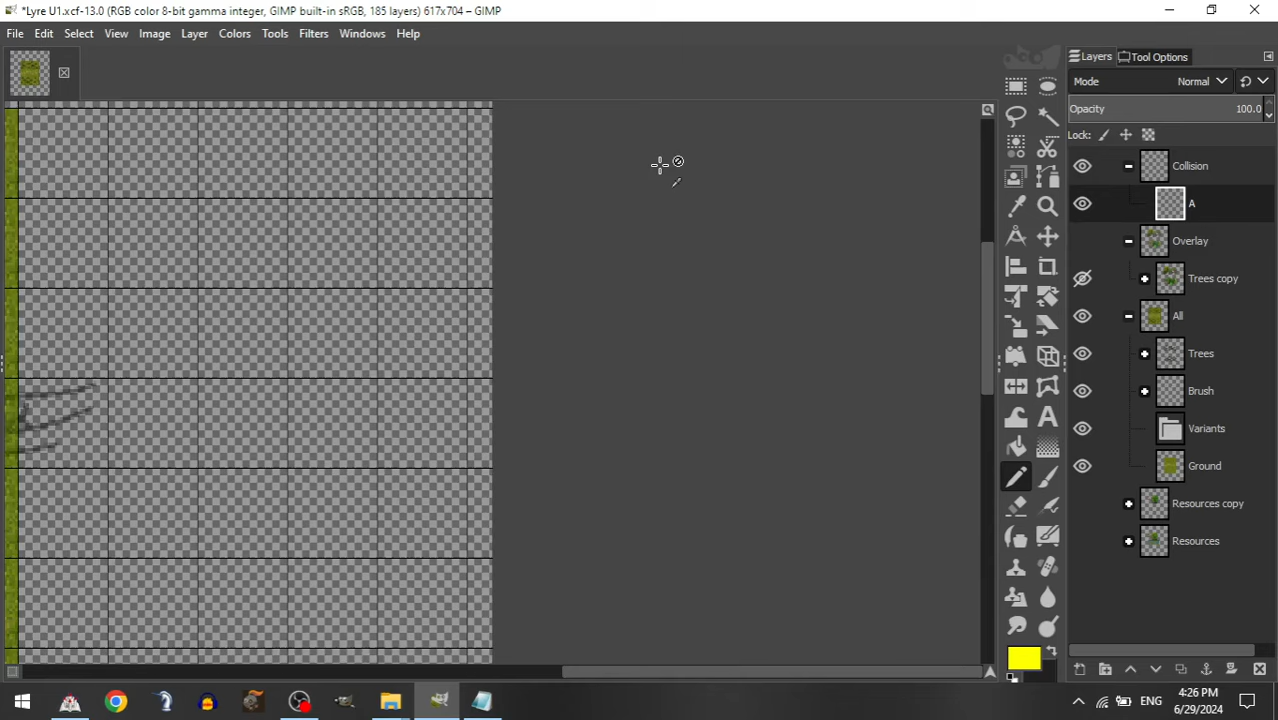 *Lyre U1.xcf-13.0 (RGB color 8-bit gamma integer, GIMP built-in sRGB, 185 layers) 617x704 – GIMP
File Edit Select View Image Layer Colors Tools Filters Windows Help
Layers Tool Options
Mode Normal
Opacity 100.0
Lock:
Collision
A
Overlay
Trees copy
All
Trees
Brush
Variants
Ground
Resources copy
Resources
ENG
4:26 PM
6/29/2024